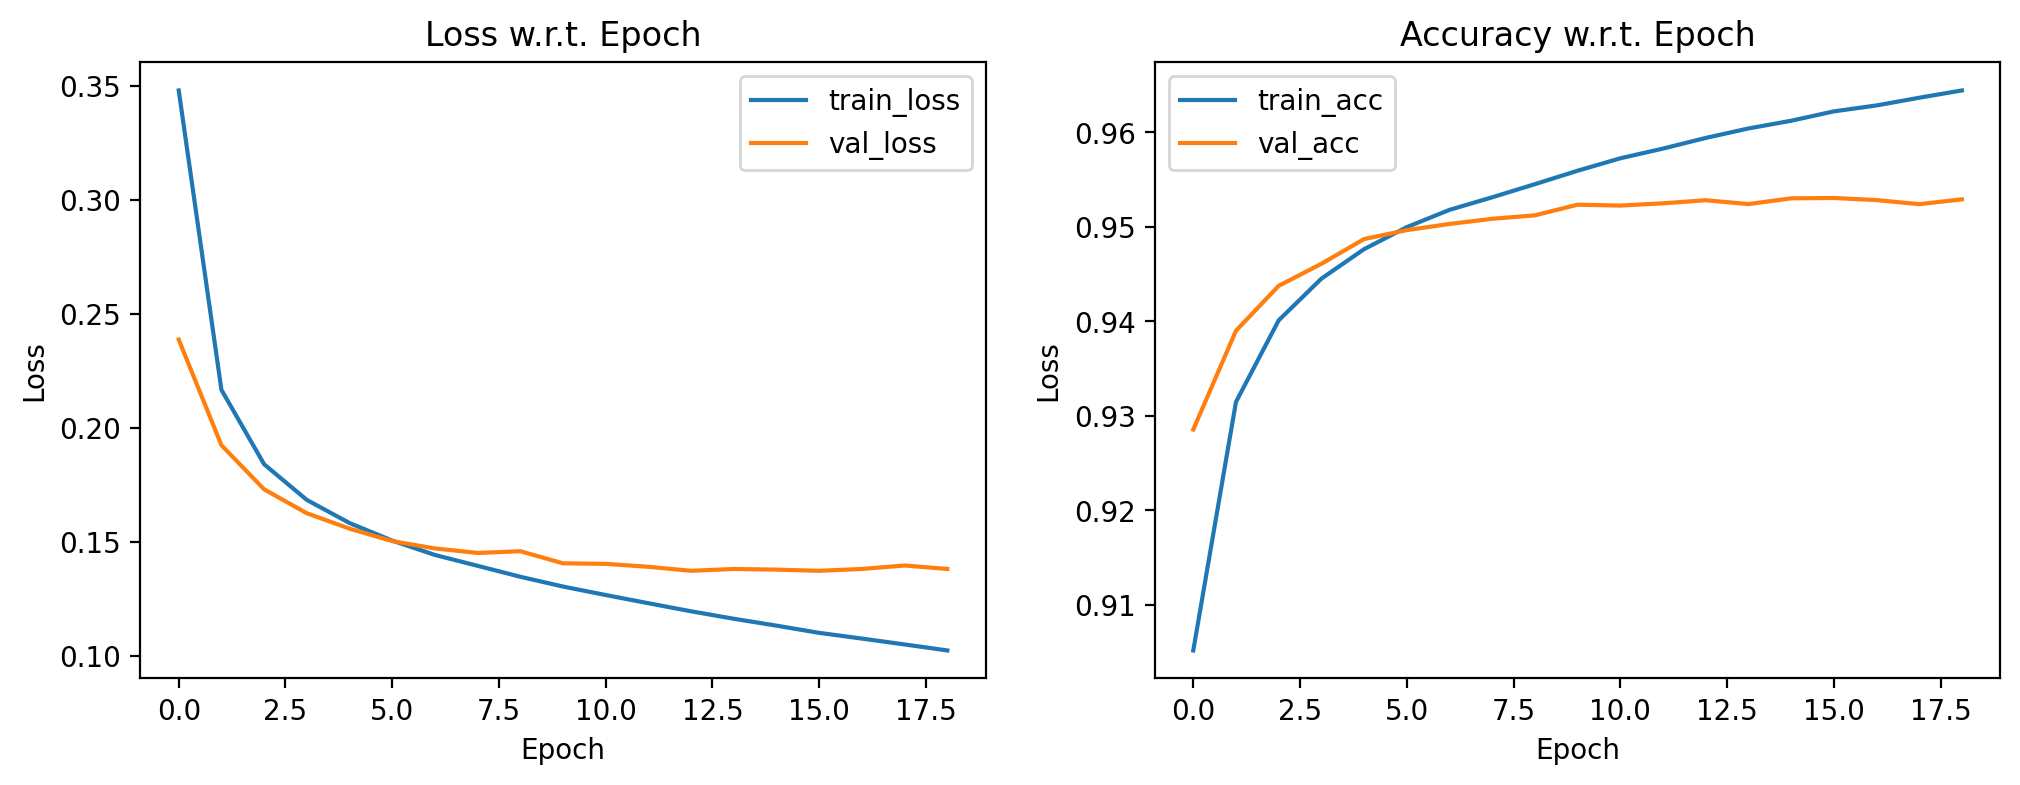 Loss w.r.t. Epoch
train_loss
val_loss
0.35
0.30
0.25
0.20
0.15
0.10
Loss
0.0 2.5 5.0 7.5 10.0 12.5 15.0 17.5
Epoch
Accuracy w.r.t. Epoch
train_acc
val_acc
0.96
0.95
0.94
0.93
0.92
0.91
Loss
0.0 2.5 5.0 7.5 10.0 12.5 15.0 17.5
Epoch